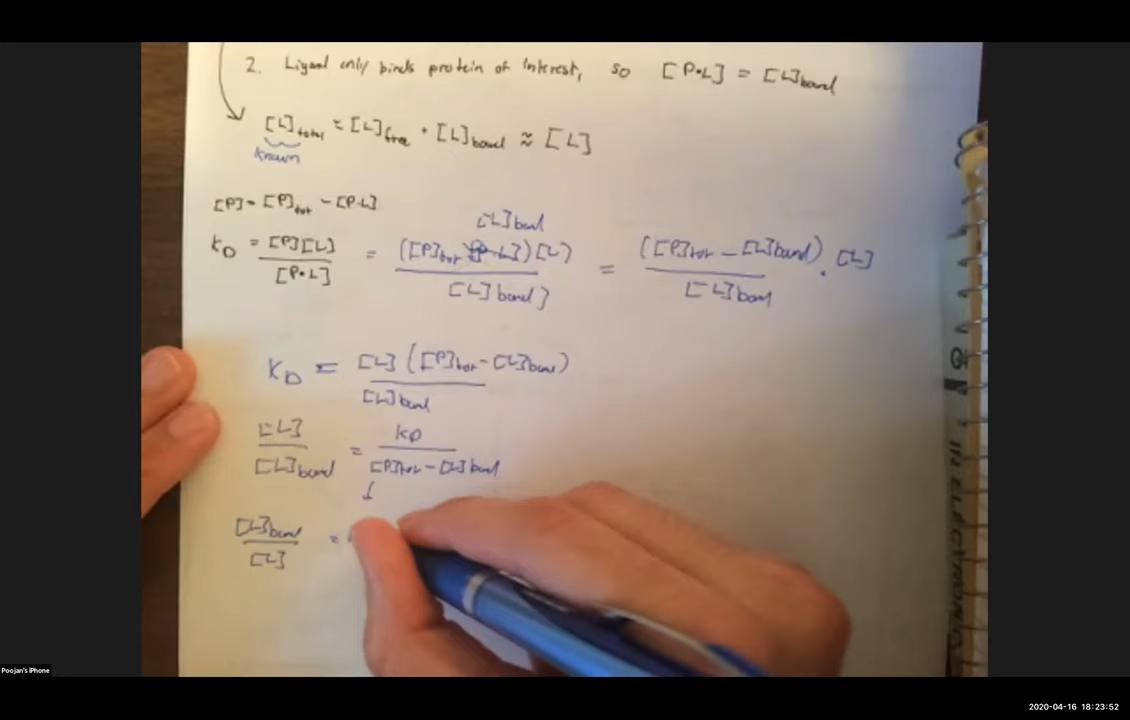 2. Ligand only binds protein of interest, so [P•L] = [L]bound
[L]total = [L]free + [L]bound ≈ [L]
known
[P] = [P]tot - [P•L]
[L]bound
KD = [P][L] / [P•L] = ([P]tot - [P•L])[L] / [L]bound] = ([P]tot - [L]bound) . [L] / [L]bound
KD = [L] ([P]tot - [L]bound) / [L]bound
[L] / [L]bound = KD / [P]tot - [L]bound
↓
[L]bound / [L] =
IN ELECTRONICS
Poojan's iPhone
2020-04-16 18:23:52